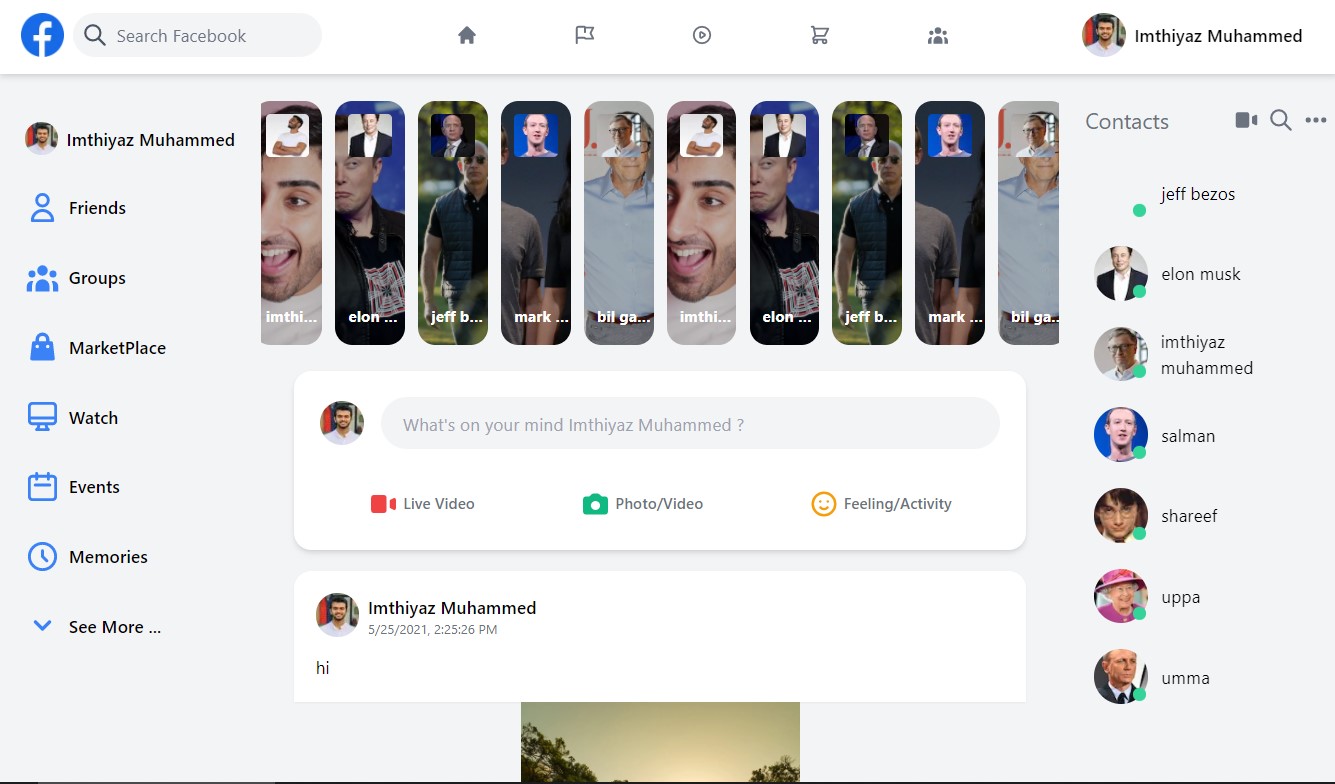 Search Facebook
Imthiyaz Muhammed
Imthiyaz Muhammed
Friends
Groups
MarketPlace
Watch
Events
Memories
See More ...
imthi...
elon ...
jeff b...
mark ...
bil ga...
imthi...
elon ...
jeff b...
mark ...
bil ga...
What's on your mind Imthiyaz Muhammed ?
Live Video
Photo/Video
Feeling/Activity
Imthiyaz Muhammed
5/25/2021, 2:25:26 PM
hi
Contacts
jeff bezos
elon musk
imthiyaz
muhammed
salman
shareef
uppa
umma